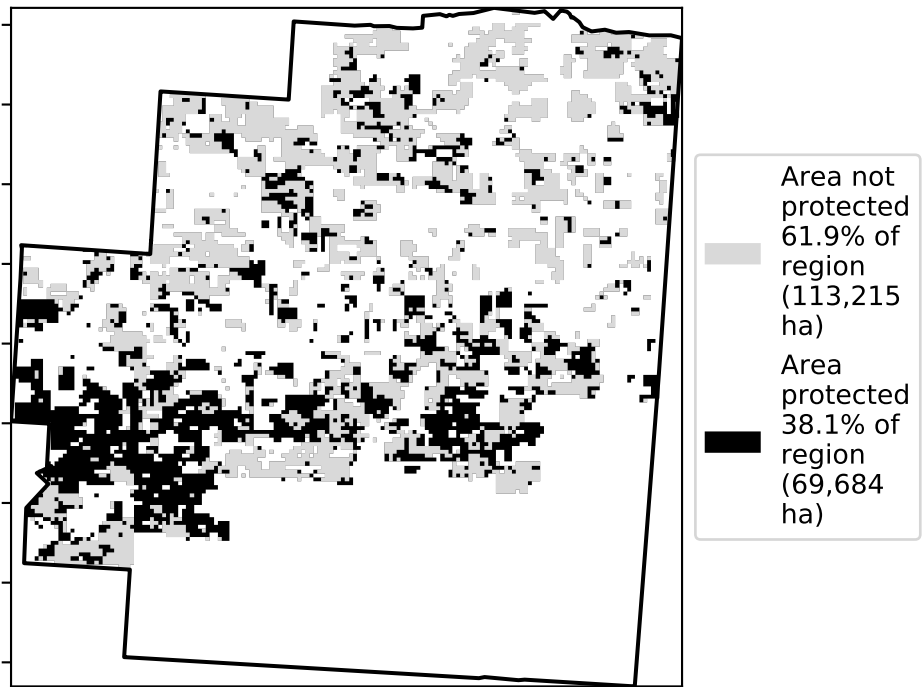 Area not
protected
61.9% of
region
(113,215
ha)
Area
protected
38.1% of
region
(69,684
ha)